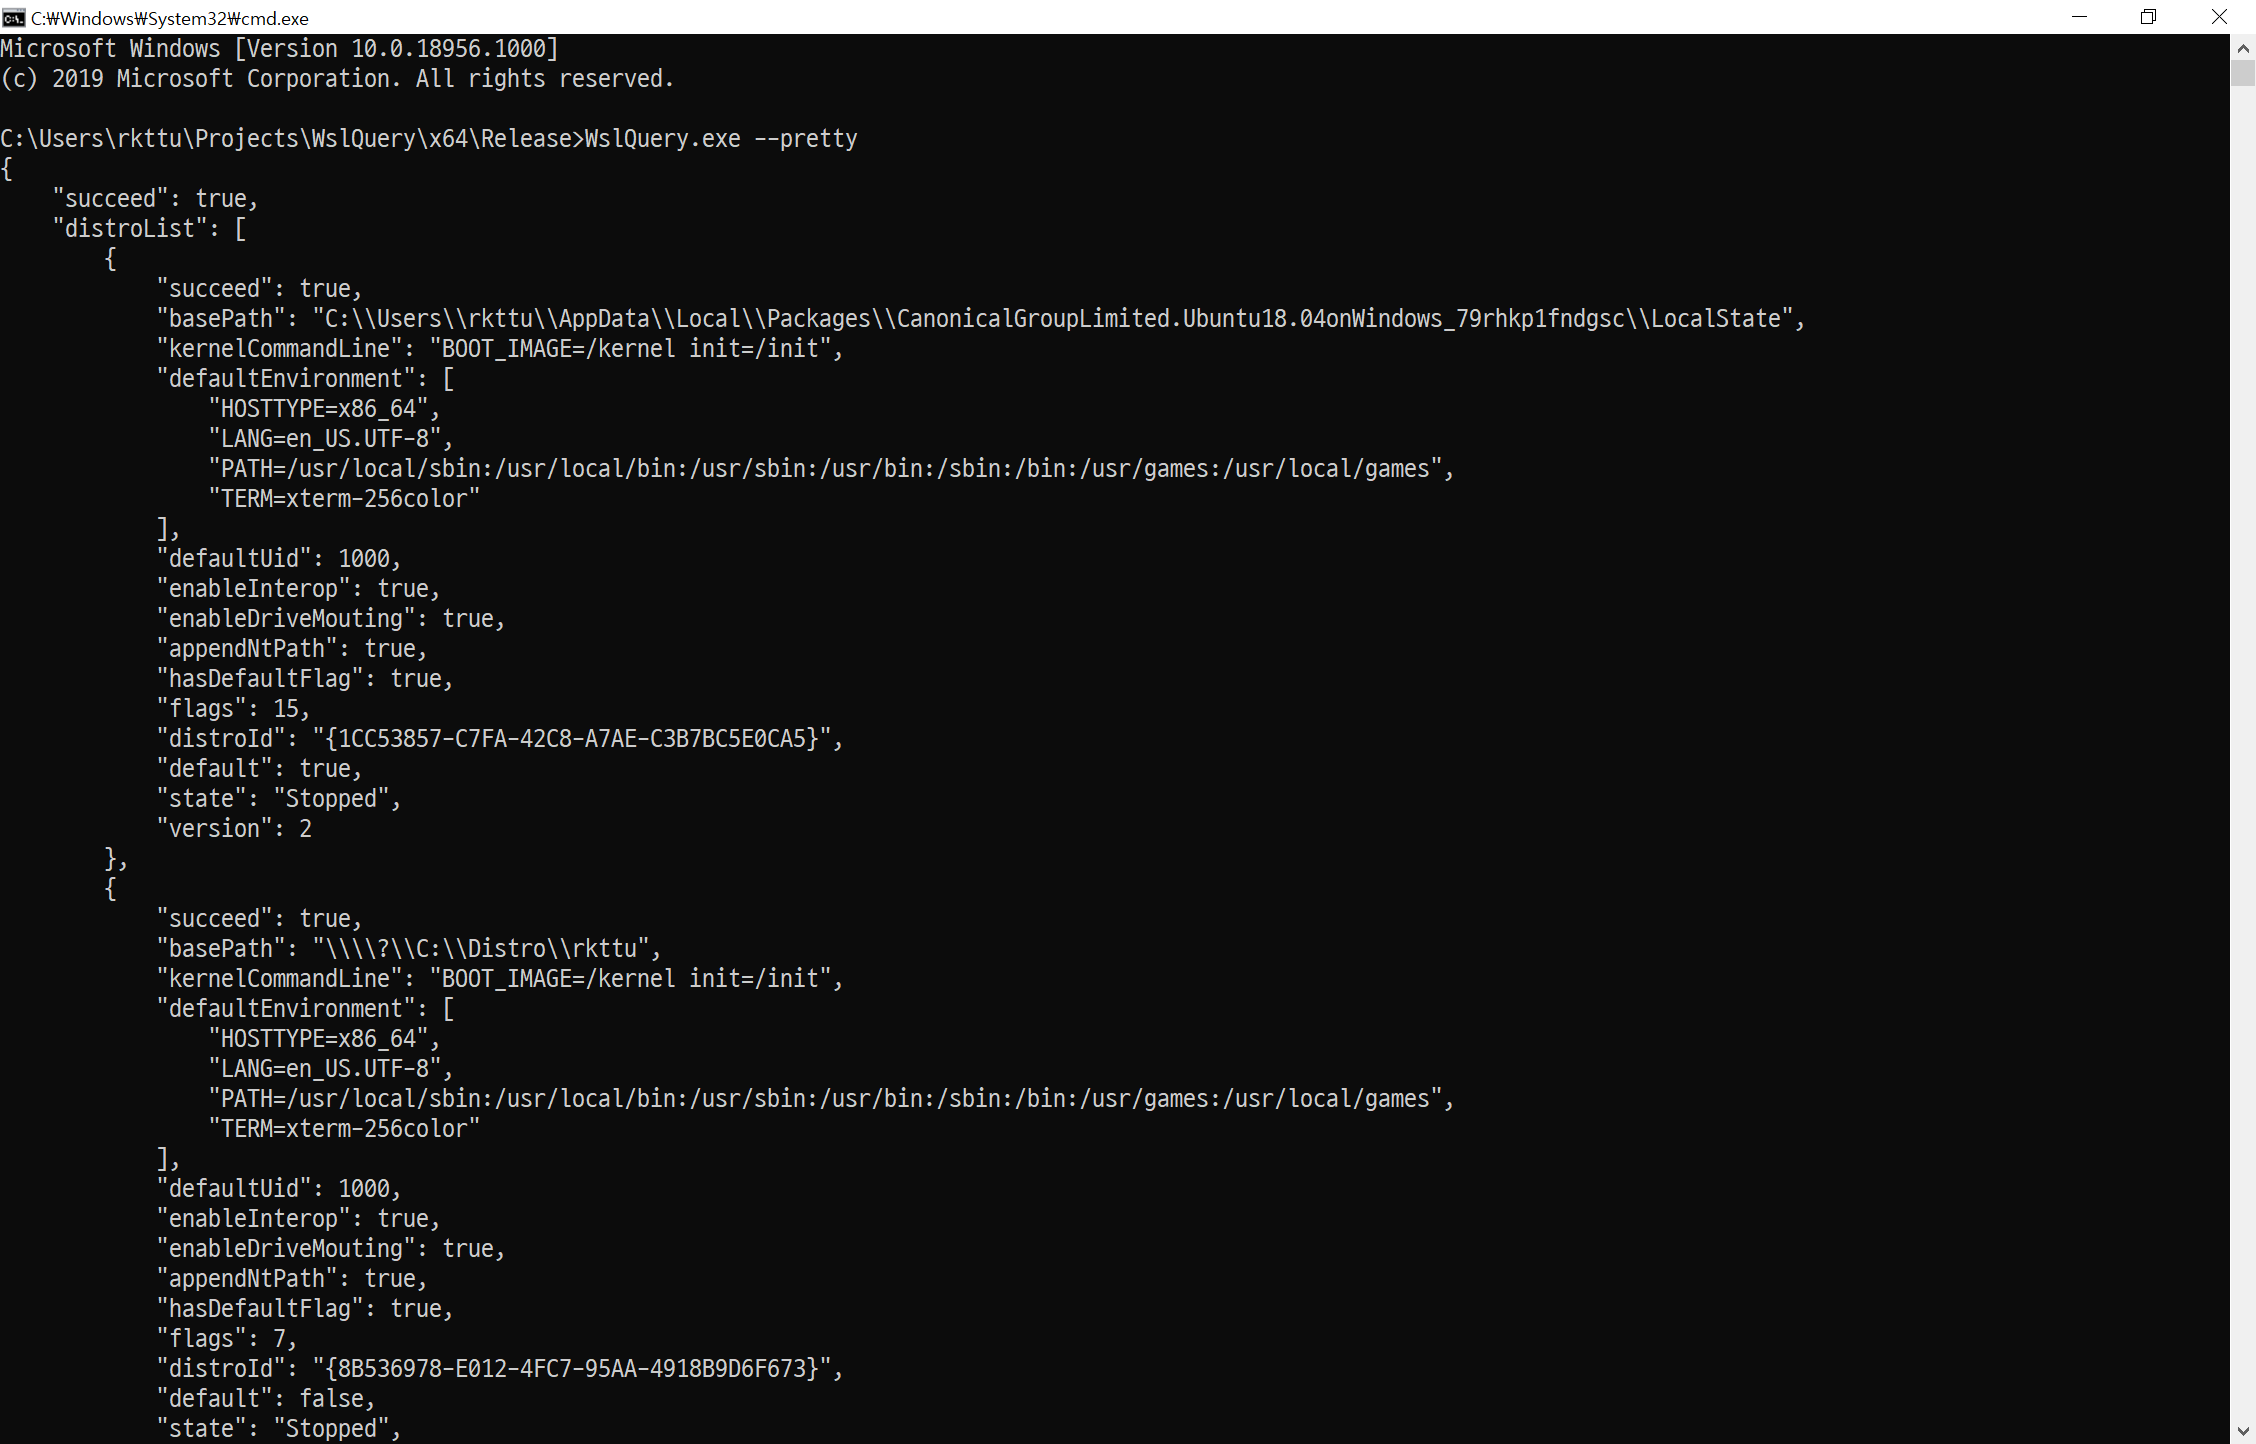 C:₩Windows₩System32₩cmd.exe
Microsoft Windows [Version 10.0.18956.1000]
(c) 2019 Microsoft Corporation. All rights reserved.

C:\Users\rkttu\Projects\WslQuery\x64\Release>WslQuery.exe --pretty
{
    "succeed": true,
    "distroList": [
        {
            "succeed": true,
            "basePath": "C:\\Users\\rkttu\\AppData\\Local\\Packages\\CanonicalGroupLimited.Ubuntu18.04onWindows_79rhkp1fndgsc\\LocalState",
            "kernelCommandLine": "BOOT_IMAGE=/kernel init=/init",
            "defaultEnvironment": [
                "HOSTTYPE=x86_64",
                "LANG=en_US.UTF-8",
                "PATH=/usr/local/sbin:/usr/local/bin:/usr/sbin:/usr/bin:/sbin:/bin:/usr/games:/usr/local/games",
                "TERM=xterm-256color"
            ],
            "defaultUid": 1000,
            "enableInterop": true,
            "enableDriveMouting": true,
            "appendNtPath": true,
            "hasDefaultFlag": true,
            "flags": 15,
            "distroId": "{1CC53857-C7FA-42C8-A7AE-C3B7BC5E0CA5}",
            "default": true,
            "state": "Stopped",
            "version": 2
        },
        {
            "succeed": true,
            "basePath": "\\\\?\\C:\\Distro\\rkttu",
            "kernelCommandLine": "BOOT_IMAGE=/kernel init=/init",
            "defaultEnvironment": [
                "HOSTTYPE=x86_64",
                "LANG=en_US.UTF-8",
                "PATH=/usr/local/sbin:/usr/local/bin:/usr/sbin:/usr/bin:/sbin:/bin:/usr/games:/usr/local/games",
                "TERM=xterm-256color"
            ],
            "defaultUid": 1000,
            "enableInterop": true,
            "enableDriveMouting": true,
            "appendNtPath": true,
            "hasDefaultFlag": true,
            "flags": 7,
            "distroId": "{8B536978-E012-4FC7-95AA-4918B9D6F673}",
            "default": false,
            "state": "Stopped",